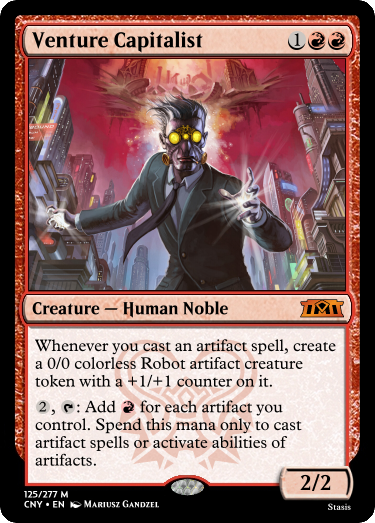 Venture Capitalist 1
Creature — Human Noble
Whenever you cast an artifact spell, create
a 0/0 colorless Robot artifact creature
token with a +1/+1 counter on it.
2, : Add for each artifact you
control. Spend this mana only to cast
artifact spells or activate abilities of
artifacts.
2/2
125/277 M
CNY • EN Mariusz Gandzel
Stasis